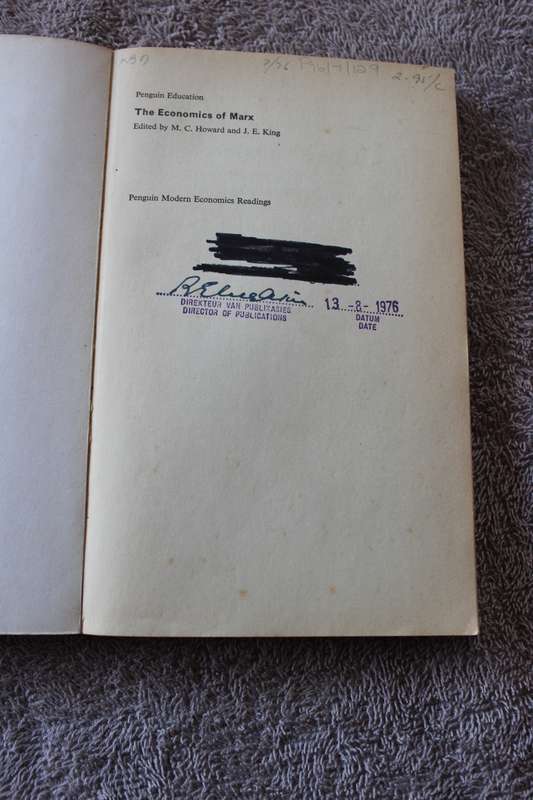 Penguin Education
The Economics of Marx
Edited by M. C. Howard and J. E. King
Penguin Modern Economics Readings
DIREKTEUR VAN PUBLIKASIES
DIRECTOR OF PUBLICATIONS
13 -8- 1976
DATUM
DATE